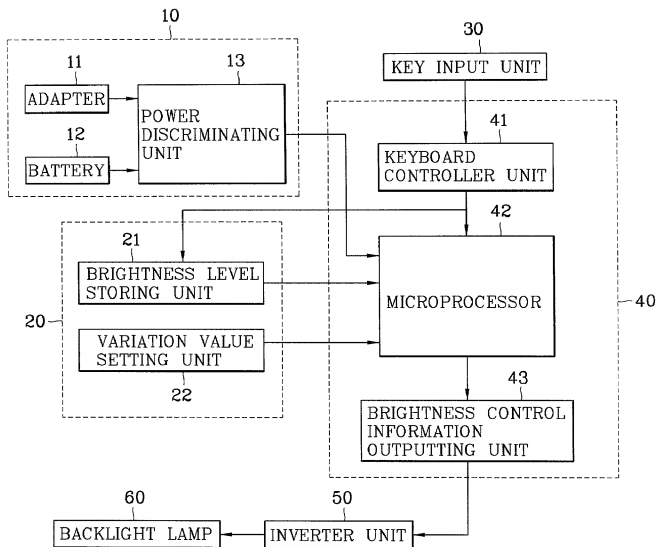 10
30
11
13
KEY INPUT UNIT
ADAPTER
POWER
DISCRIMINATING
UNIT
12
BATTERY
41
KEYBOARD
CONTROLLER UNIT
42
21
BRIGHTNESS LEVEL
STORING UNIT
MICROPROCESSOR
40
20
VARIATION VALUE
SETTING UNIT
22
43
BRIGHTNESS CONTROL
INFORMATION
OUTPUTTING UNIT
60
50
BACKLIGHT LAMP
INVERTER UNIT